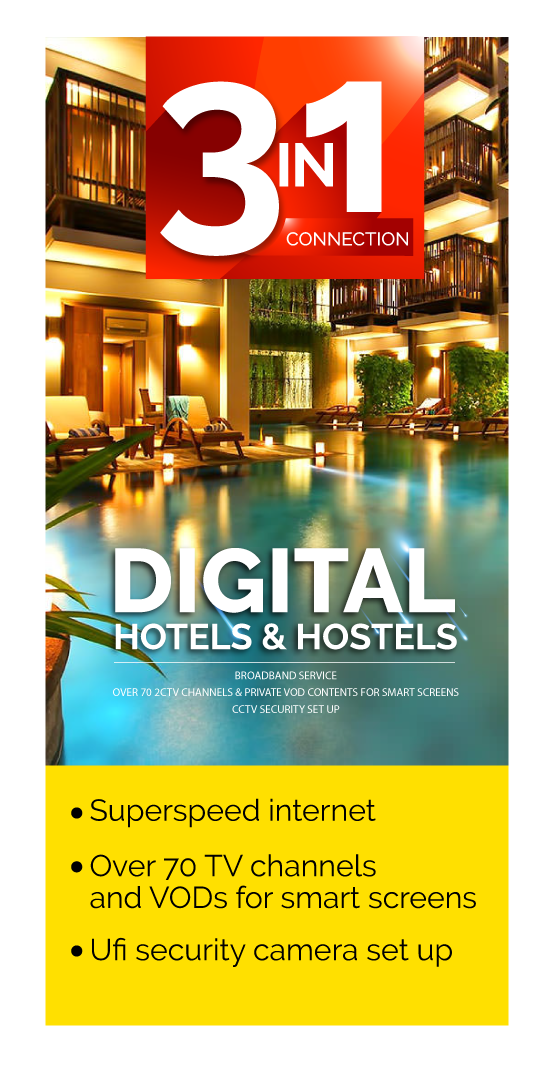 3 IN 1
CONNECTION
DIGITAL
HOTELS & HOSTELS
BROADBAND SERVICE
OVER 70 2CTV CHANNELS & PRIVATE VOD CONTENTS FOR SMART SCREENS
CCTV SECURITY SET UP
• Superspeed internet
• Over 70 TV channels
and VODs for smart screens
• Ufi security camera set up